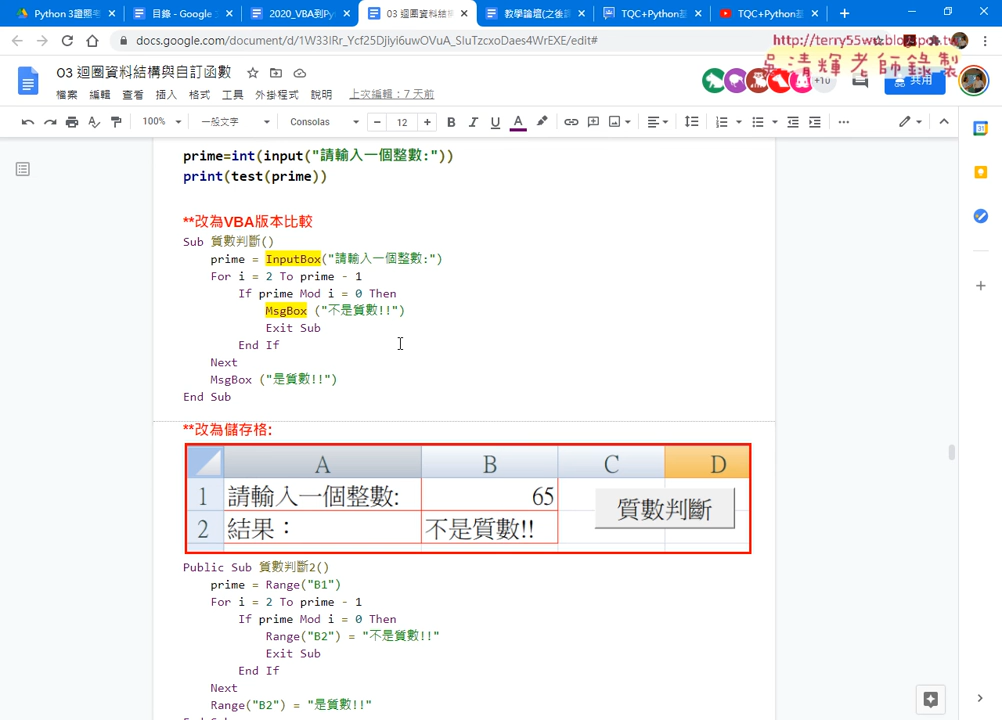 Python 3證照
目錄 - Google
2020_VBA到Py
03 迴圈資料結
教學論壇(之後
TQC+Python
TQC+Python
docs.google.com/document/d/1W33IRr_Ycf25Djiyi6uwOVuA_SIuTzcxoDaes4WrEXE/edit#
http://terry55wu.blogspot.tw
吳清輝老師錄製
03 迴圈資料結構與自訂函數
+10
共用
檔案 編輯 查看 插入 格式 工具 外掛程式 說明 上次編輯：7 天前
100% 一般文字 Consolas 12 B I U A
prime=int(input("請輸入一個整數:"))
print(test(prime))
**改為VBA版本比較
Sub 質數判斷()
prime = InputBox("請輸入一個整數:")
For i = 2 To prime - 1
If prime Mod i = 0 Then
MsgBox ("不是質數!!")
Exit Sub
End If
Next
MsgBox ("是質數!!")
End Sub
**改為儲存格:
A B C D
1 請輸入一個整數: 65 質數判斷
2 結果： 不是質數!!
Public Sub 質數判斷2()
prime = Range("B1")
For i = 2 To prime - 1
If prime Mod i = 0 Then
Range("B2") = "不是質數!!"
Exit Sub
End If
Next
Range("B2") = "是質數!!"
End Sub